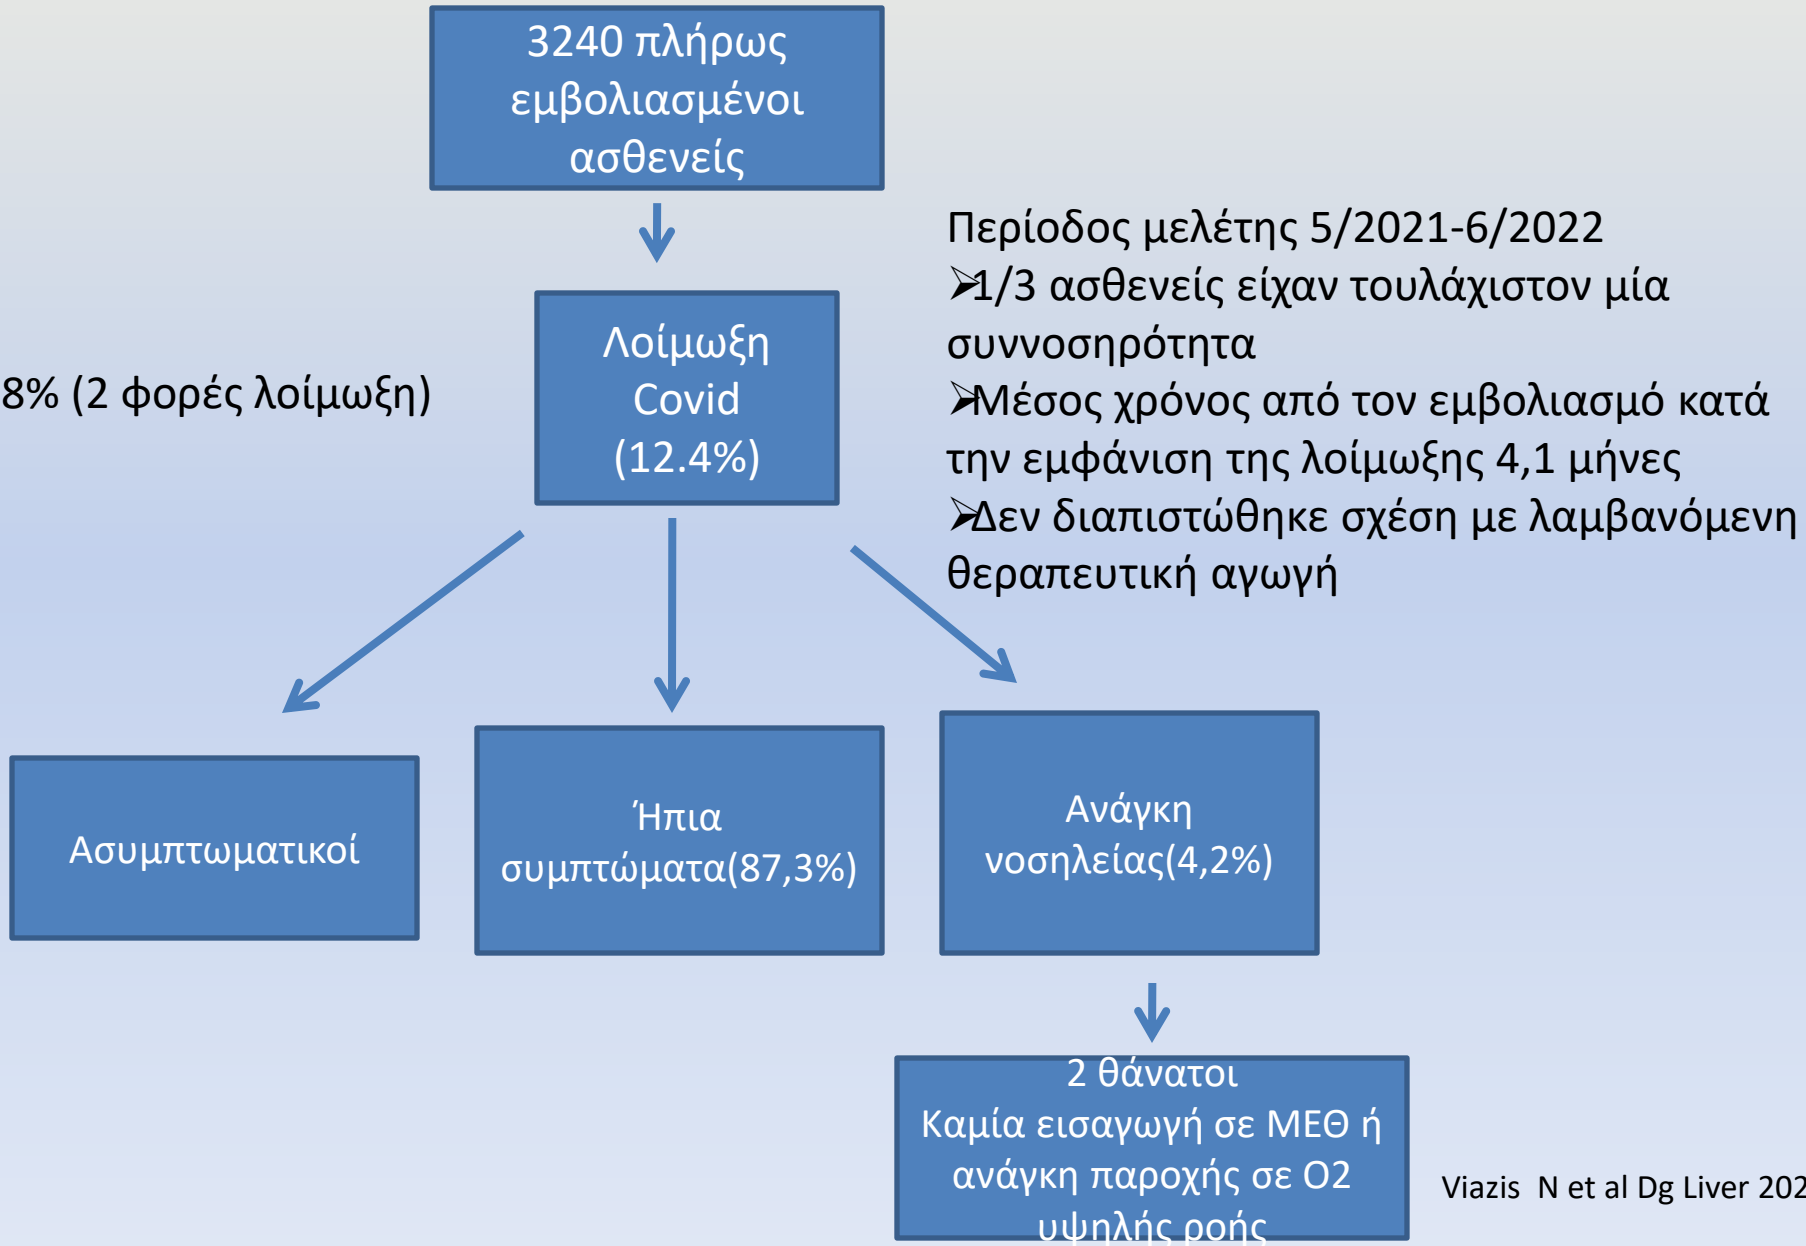 3240 πλήρως
εμβολιασμένοι
ασθενείς
Περίοδος μελέτης 5/2021-6/2022
➢1/3 ασθενείς είχαν τουλάχιστον μία
συννοσηρότητα
➢Μέσος χρόνος από τον εμβολιασμό κατά
την εμφάνιση της λοίμωξης 4,1 μήνες
➢Δεν διαπιστώθηκε σχέση με λαμβανόμενη
θεραπευτική αγωγή
8% (2 φορές λοίμωξη)
Λοίμωξη
Covid
(12.4%)
Ασυμπτωματικοί
Ήπια
συμπτώματα(87,3%)
Ανάγκη
νοσηλείας(4,2%)
2 θάνατοι
Καμία εισαγωγή σε ΜΕΘ ή
ανάγκη παροχής σε Ο2
υψηλής ροής
Viazis N et al Dg Liver